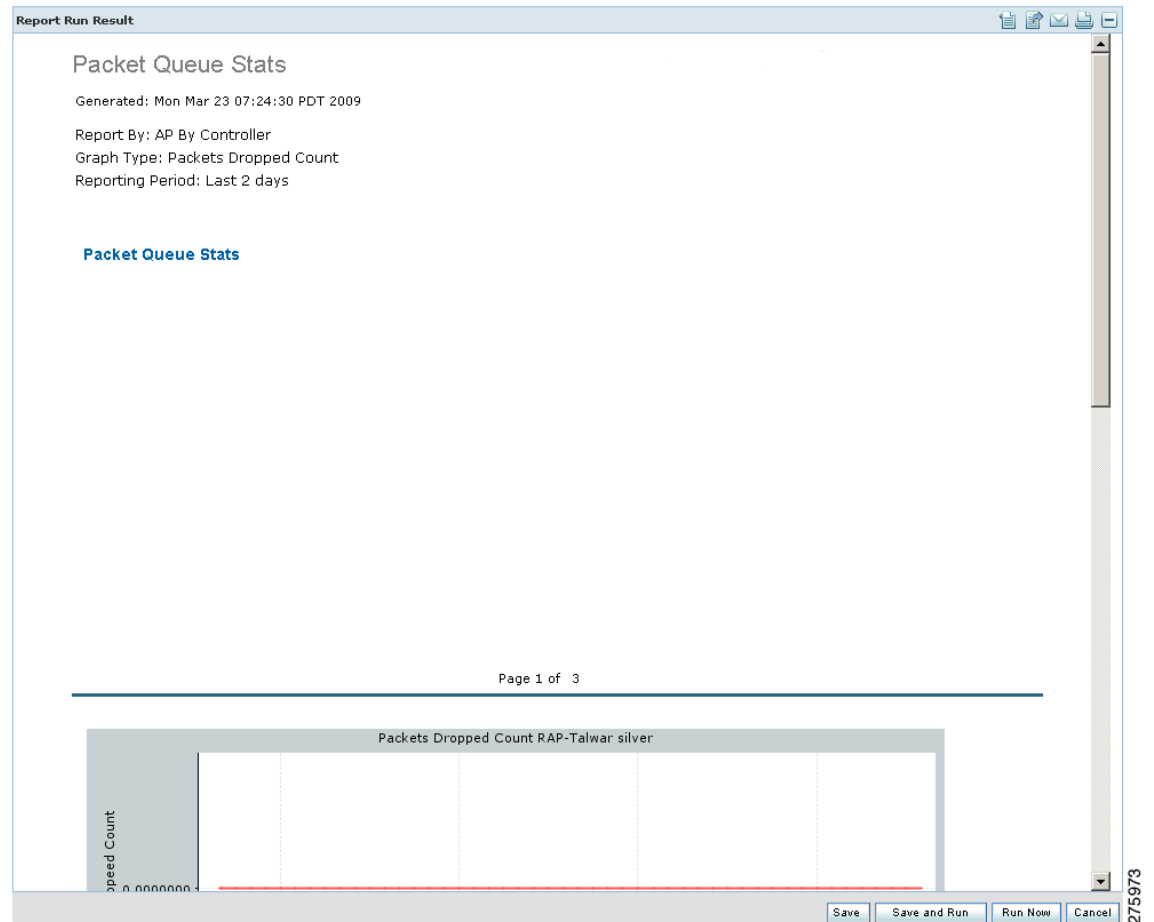 Report Run Result
Packet Queue Stats
Generated: Mon Mar 23 07:24:30 PDT 2009
Report By: AP By Controller
Graph Type: Packets Dropped Count
Reporting Period: Last 2 days
Packet Queue Stats
Page 1 of 3
Packets Dropped Count RAP-Talwar silver
Count
0.0000000
Save Save and Run Run Now Cancel
275973